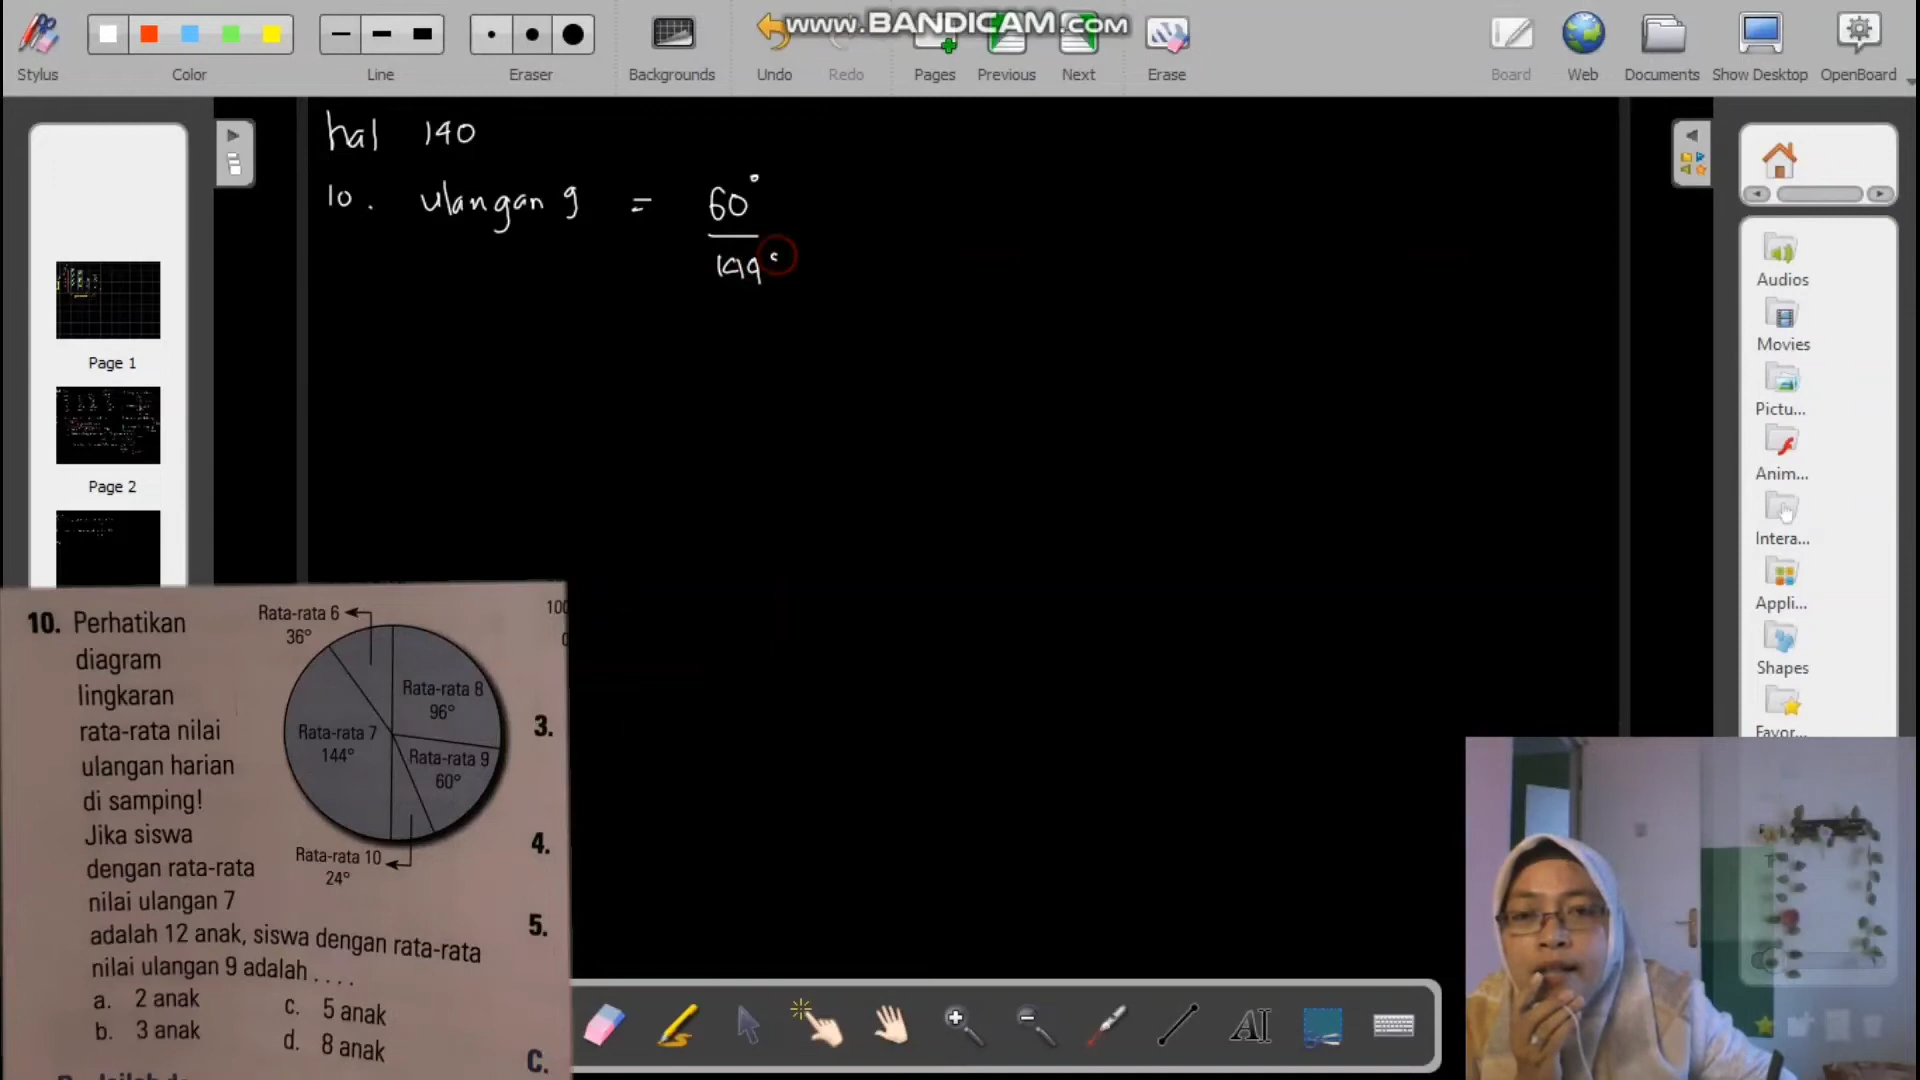 www.BANDICAM.com
Stylus
Color
Line
Eraser
Backgrounds
Undo
Redo
Pages
Previous
Next
Erase
Board
Web
Documents
Show Desktop
OpenBoard
Page 1
Page 2
hal 140
10. ulangan 9 = 60°
144°
Audios
Movies
Pictu...
Anim...
Intera...
Appli...
Shapes
Favor...
10. Perhatikan
diagram
lingkaran
rata-rata nilai
ulangan harian
di samping!
Jika siswa
dengan rata-rata
nilai ulangan 7
adalah 12 anak, siswa dengan rata-rata
nilai ulangan 9 adalah . . . .
a. 2 anak
b. 3 anak
c. 5 anak
d. 8 anak
Rata-rata 6
36°
Rata-rata 8
96°
Rata-rata 7
144°
Rata-rata 9
60°
Rata-rata 10
24°
100
3.
4.
5.
C.
AI